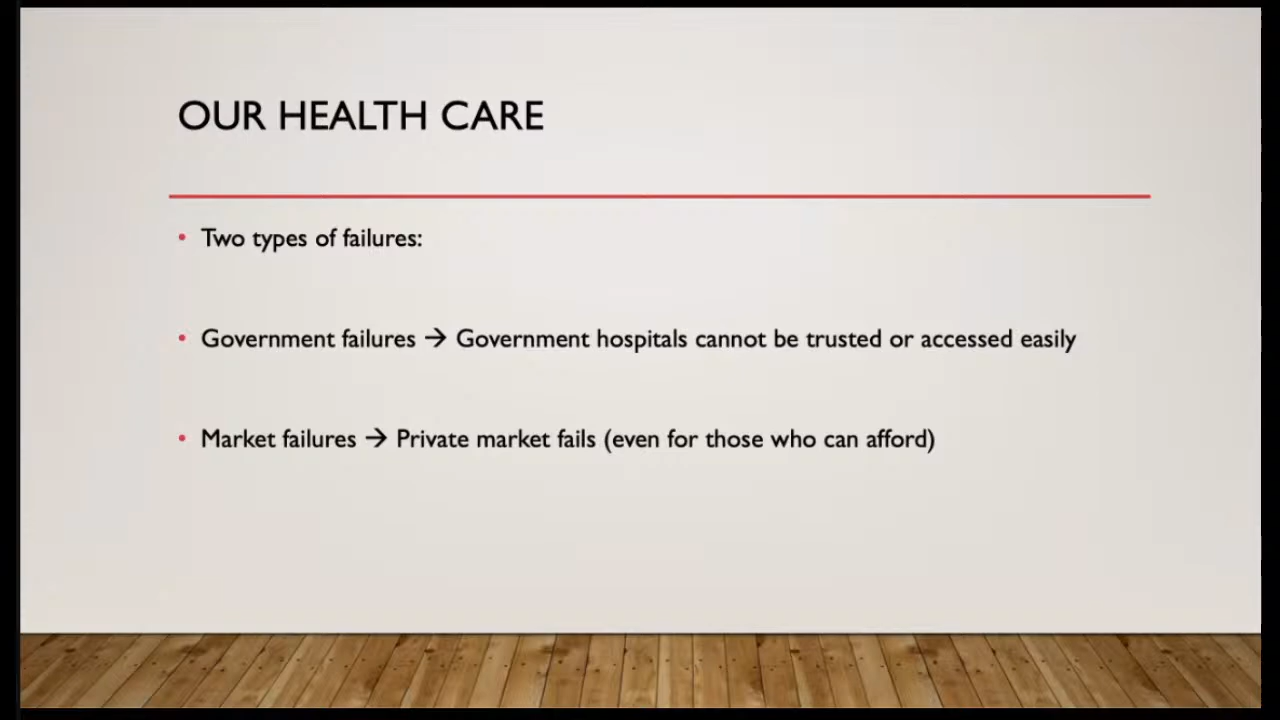 OUR HEALTH CARE
• Two types of failures:
• Government failures → Government hospitals cannot be trusted or accessed easily
• Market failures → Private market fails (even for those who can afford)